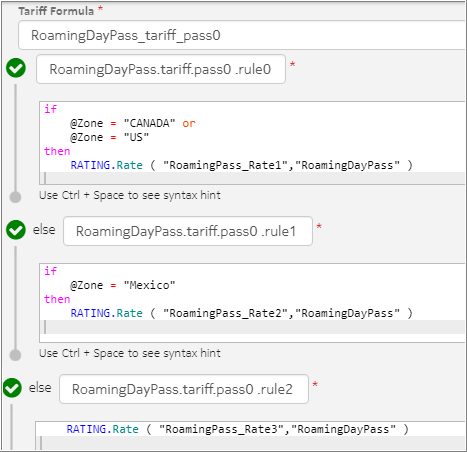 Tariff Formula *
RoamingDayPass_tariff_pass0
RoamingDayPass.tariff.pass0 .rule0 *
if
@Zone = "CANADA" or
@Zone = "US"
then
RATING.Rate ( "RoamingPass_Rate1","RoamingDayPass" )
Use Ctrl + Space to see syntax hint
else RoamingDayPass.tariff.pass0 .rule1 *
if
@Zone = "Mexico"
then
RATING.Rate ( "RoamingPass_Rate2","RoamingDayPass" )
Use Ctrl + Space to see syntax hint
else RoamingDayPass.tariff.pass0 .rule2 *
RATING.Rate ( "RoamingPass_Rate3","RoamingDayPass" )